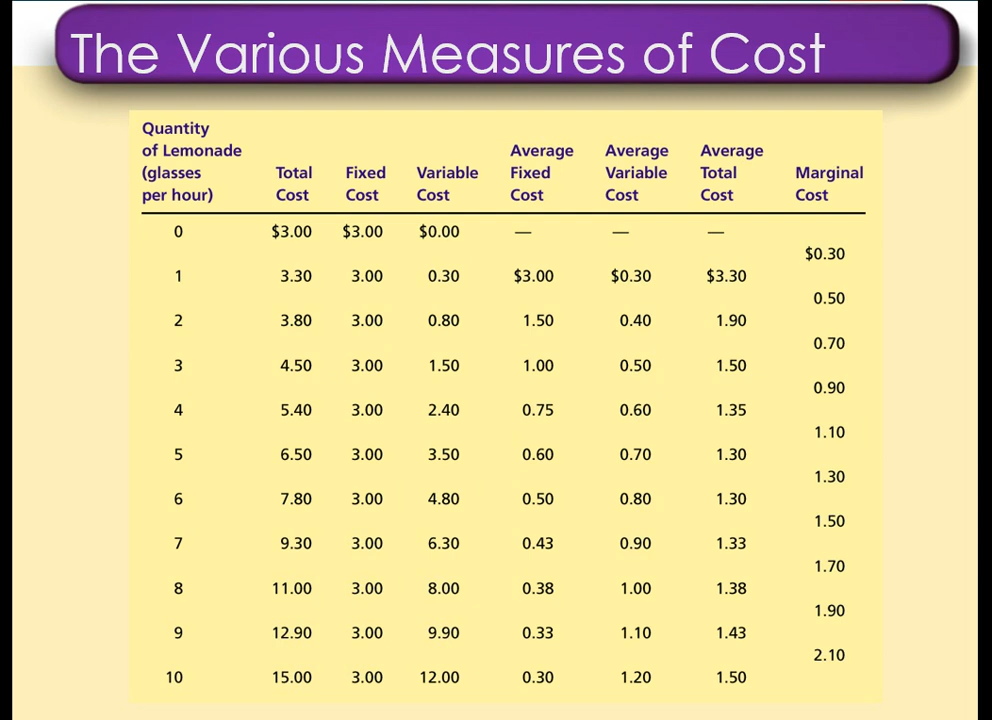 The Various Measures of Cost
Quantity
of Lemonade Average Average Average
(glasses Total Fixed Variable Fixed Variable Total Marginal
per hour) Cost Cost Cost Cost Cost Cost Cost
0 $3.00 $3.00 $0.00 — — —
$0.30
1 3.30 3.00 0.30 $3.00 $0.30 $3.30
0.50
2 3.80 3.00 0.80 1.50 0.40 1.90
0.70
3 4.50 3.00 1.50 1.00 0.50 1.50
0.90
4 5.40 3.00 2.40 0.75 0.60 1.35
1.10
5 6.50 3.00 3.50 0.60 0.70 1.30
1.30
6 7.80 3.00 4.80 0.50 0.80 1.30
1.50
7 9.30 3.00 6.30 0.43 0.90 1.33
1.70
8 11.00 3.00 8.00 0.38 1.00 1.38
1.90
9 12.90 3.00 9.90 0.33 1.10 1.43
2.10
10 15.00 3.00 12.00 0.30 1.20 1.50